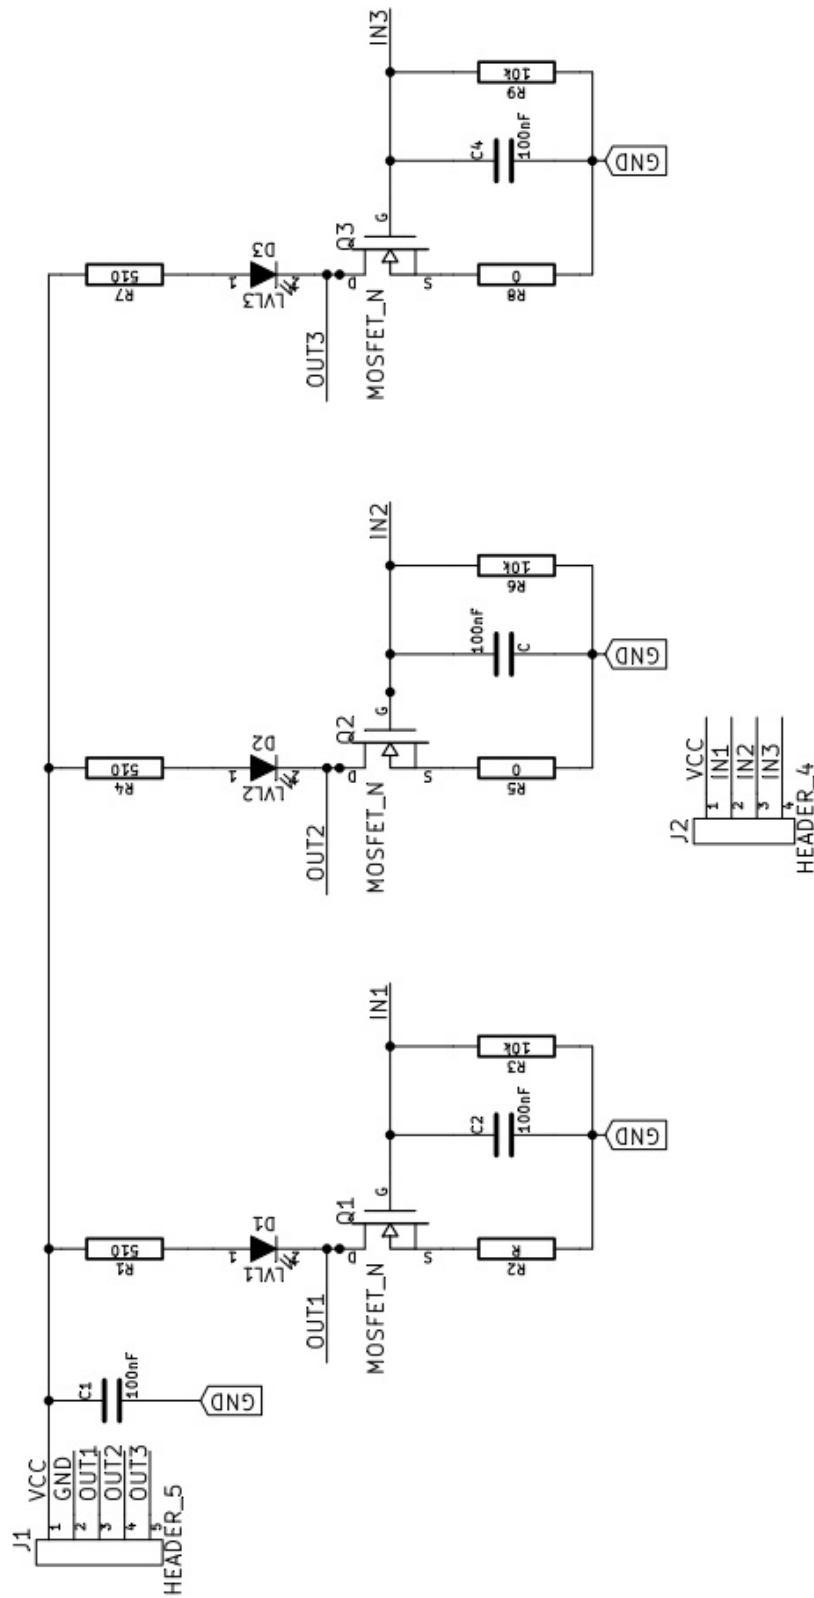 J1
HEADER_5
VCC
GND
OUT1
OUT2
OUT3
1
2
3
4
5
C1
100nF
GND
R1
510
1
D1
LVL1
2
OUT1
D
Q1
G
S
MOSFET_N
R2
R
C2
100nF
IN1
R3
10k
GND
R4
510
1
D2
LVL2
2
OUT2
D
Q2
G
S
MOSFET_N
R5
0
100nF
C
IN2
R6
10k
GND
R7
510
1
D3
LVL3
2
OUT3
D
Q3
G
S
MOSFET_N
R8
0
C4
100nF
IN3
R9
10k
GND
J2
HEADER_4
VCC
IN1
IN2
IN3
1
2
3
4